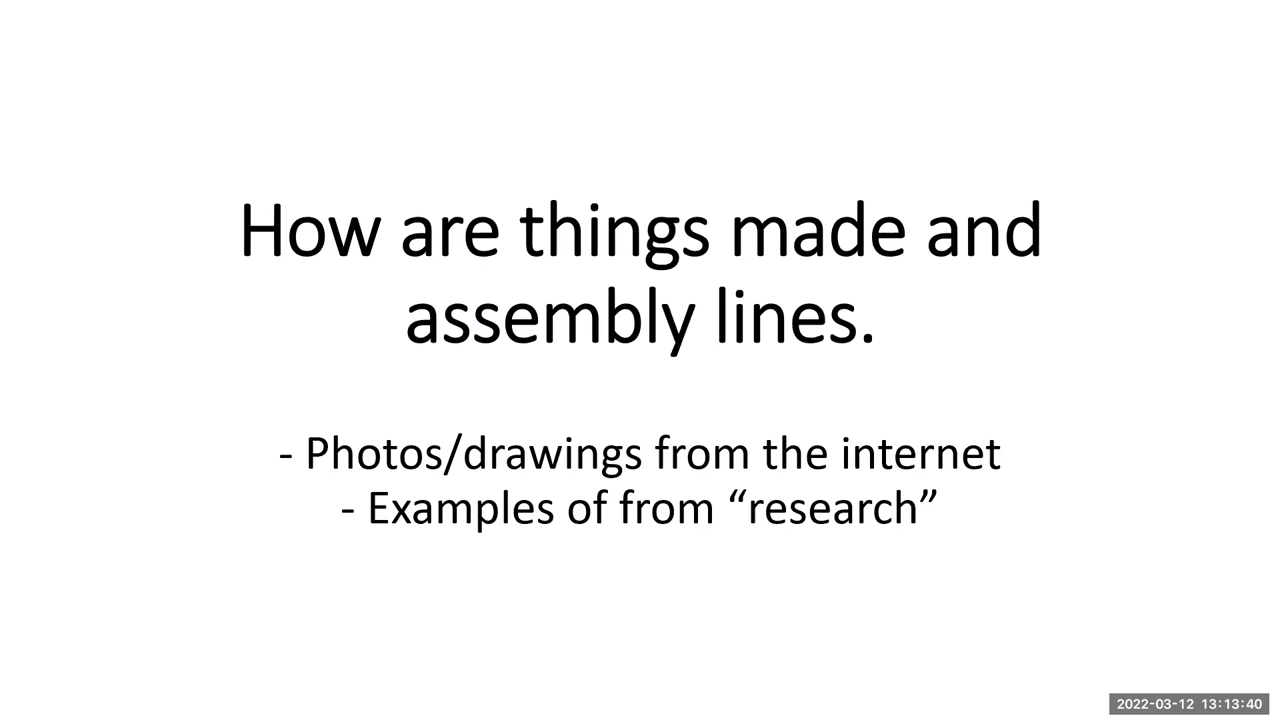 How are things made and
assembly lines.
- Photos/drawings from the internet
- Examples of from “research”
2022-03-12 13:13:40